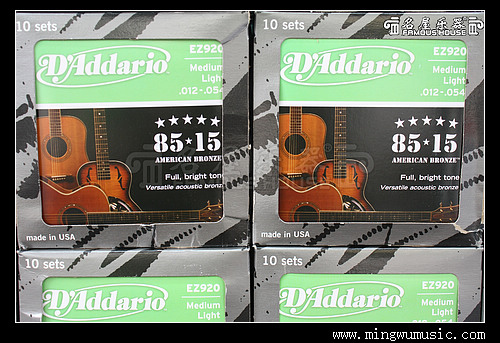 10 sets
D'Addario
EZ920
Medium
Light
.012-.054
85★15
AMERICAN BRONZE
Full, bright tone
Versatile acoustic bronze
made in USA
10 sets
D'Addario
EZ920
Medium
Light
.012-.054
85★15
AMERICAN BRONZE™
Full, bright tone
Versatile acoustic bronze
made in USA
10 sets
D'Addario
EZ920
Medium
Light
10 sets
D'Addario
EZ920
Medium
Light
.012-.054
名屋乐器
FAMOUS HOUSE
www.mingwumusic.com